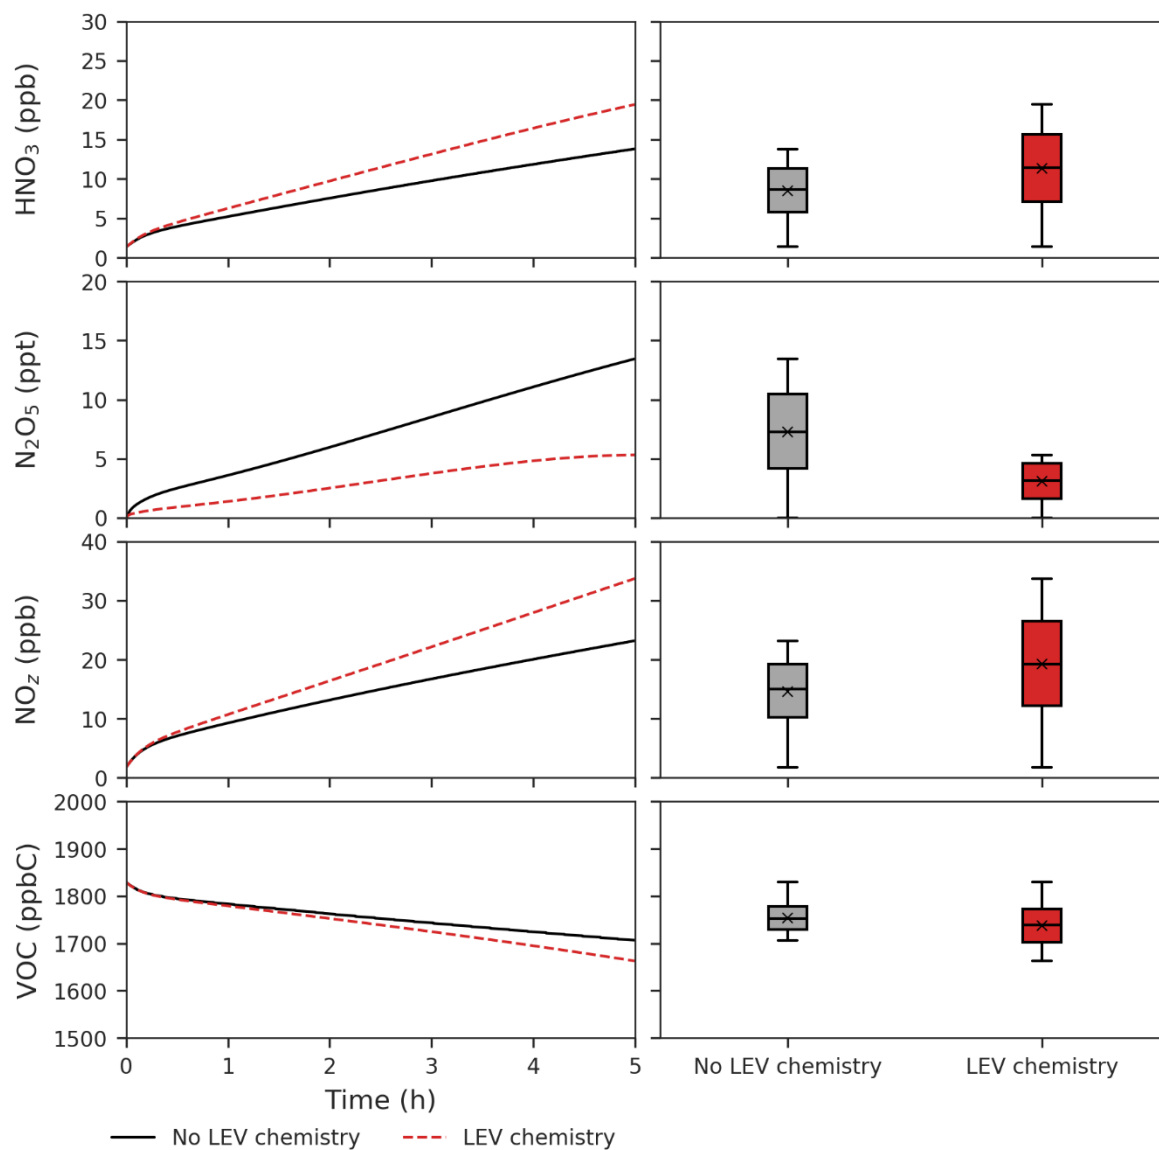 HNO₃ (ppb)
30
25
20
15
10
5
0
N₂O₅ (ppt)
20
15
10
5
0
NO𝓏 (ppb)
40
30
20
10
0
VOC (ppbC)
2000
1900
1800
1700
1600
1500
0 1 2 3 4 5
Time (h)
No LEV chemistry LEV chemistry
No LEV chemistry LEV chemistry